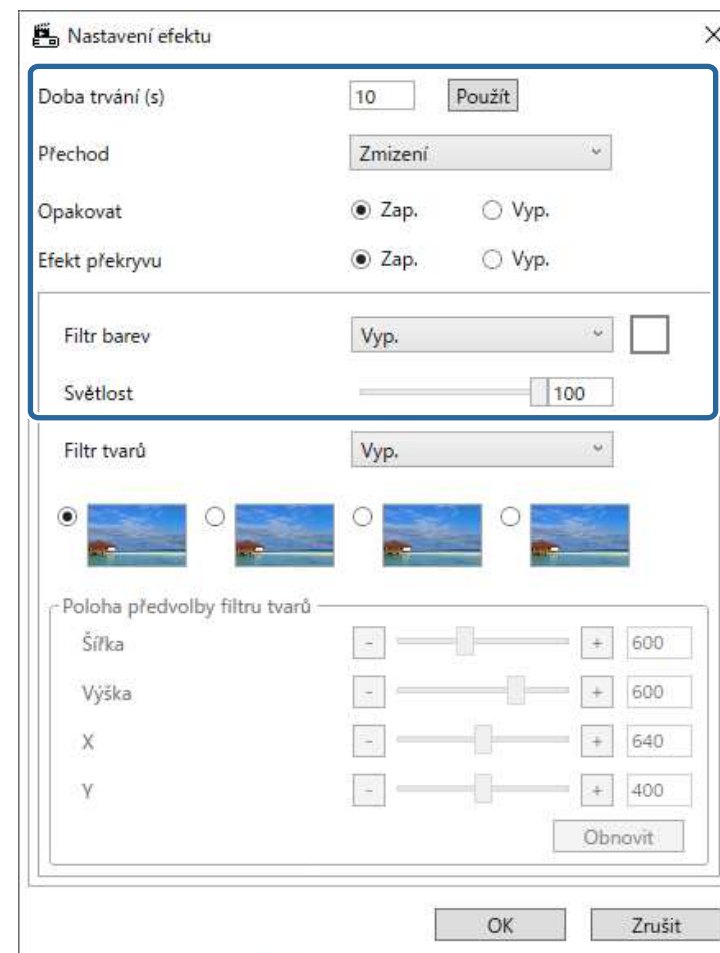 Nastavení efektu
Doba trvání (s) 10 Použít
Přechod Zmizení
Opakovat Zap. Vyp.
Efekt překryvu Zap. Vyp.
Filtr barev Vyp.
Světlost 100
Filtr tvarů Vyp.
Poloha předvolby filtru tvarů
Šířka - + 600
Výška - + 600
X - + 640
Y - + 400
Obnovit
OK Zrušit